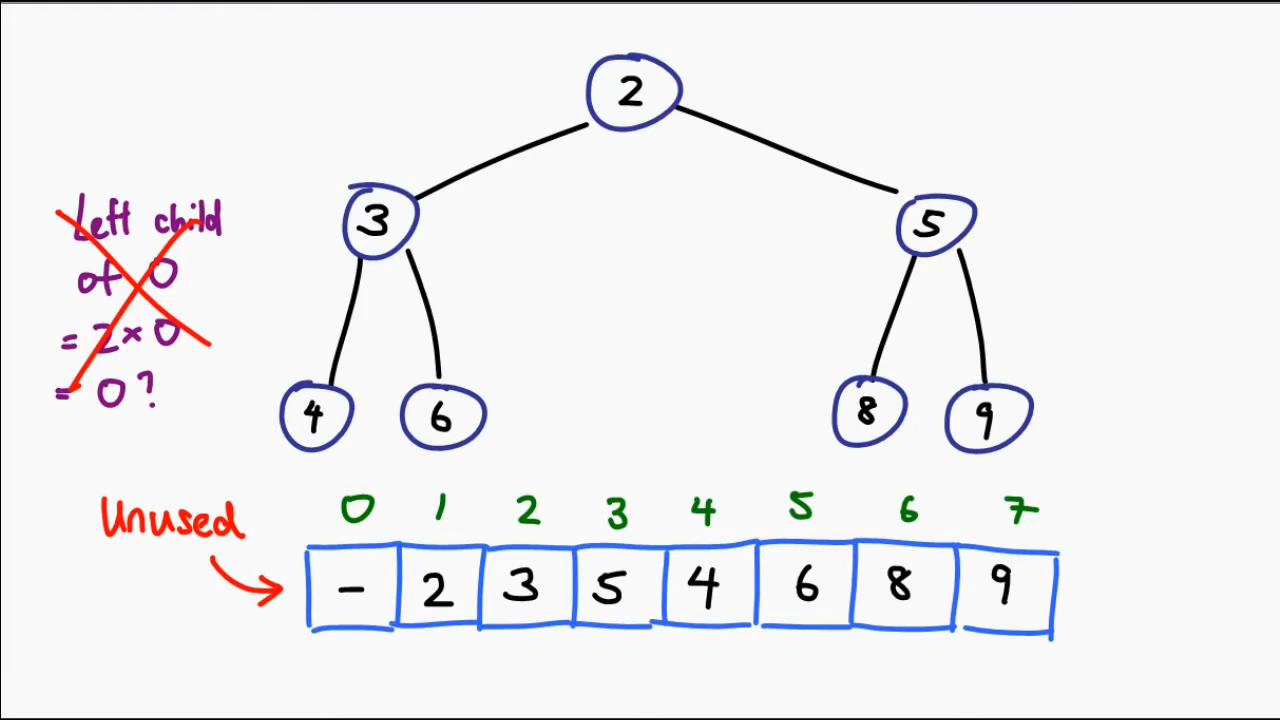 2
3 5
Left child
of 0
= 2 × 0
= 0?
4 6 8 9
Unused
0 1 2 3 4 5 6 7
- 2 3 5 4 6 8 9